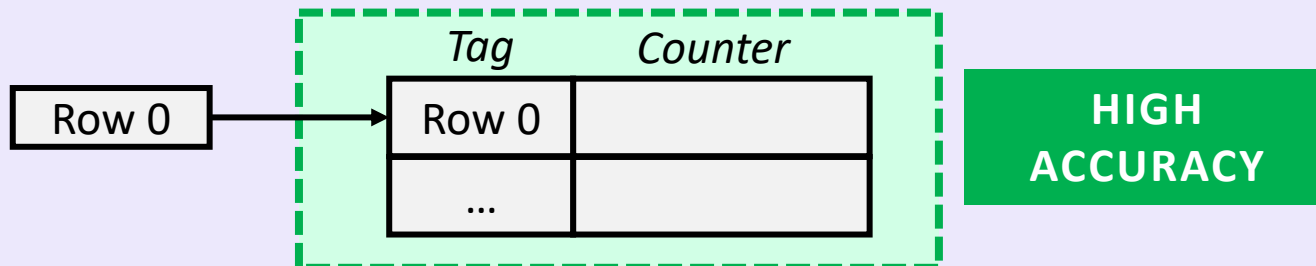 Tag Counter
Row 0
Row 0
...
HIGH
ACCURACY